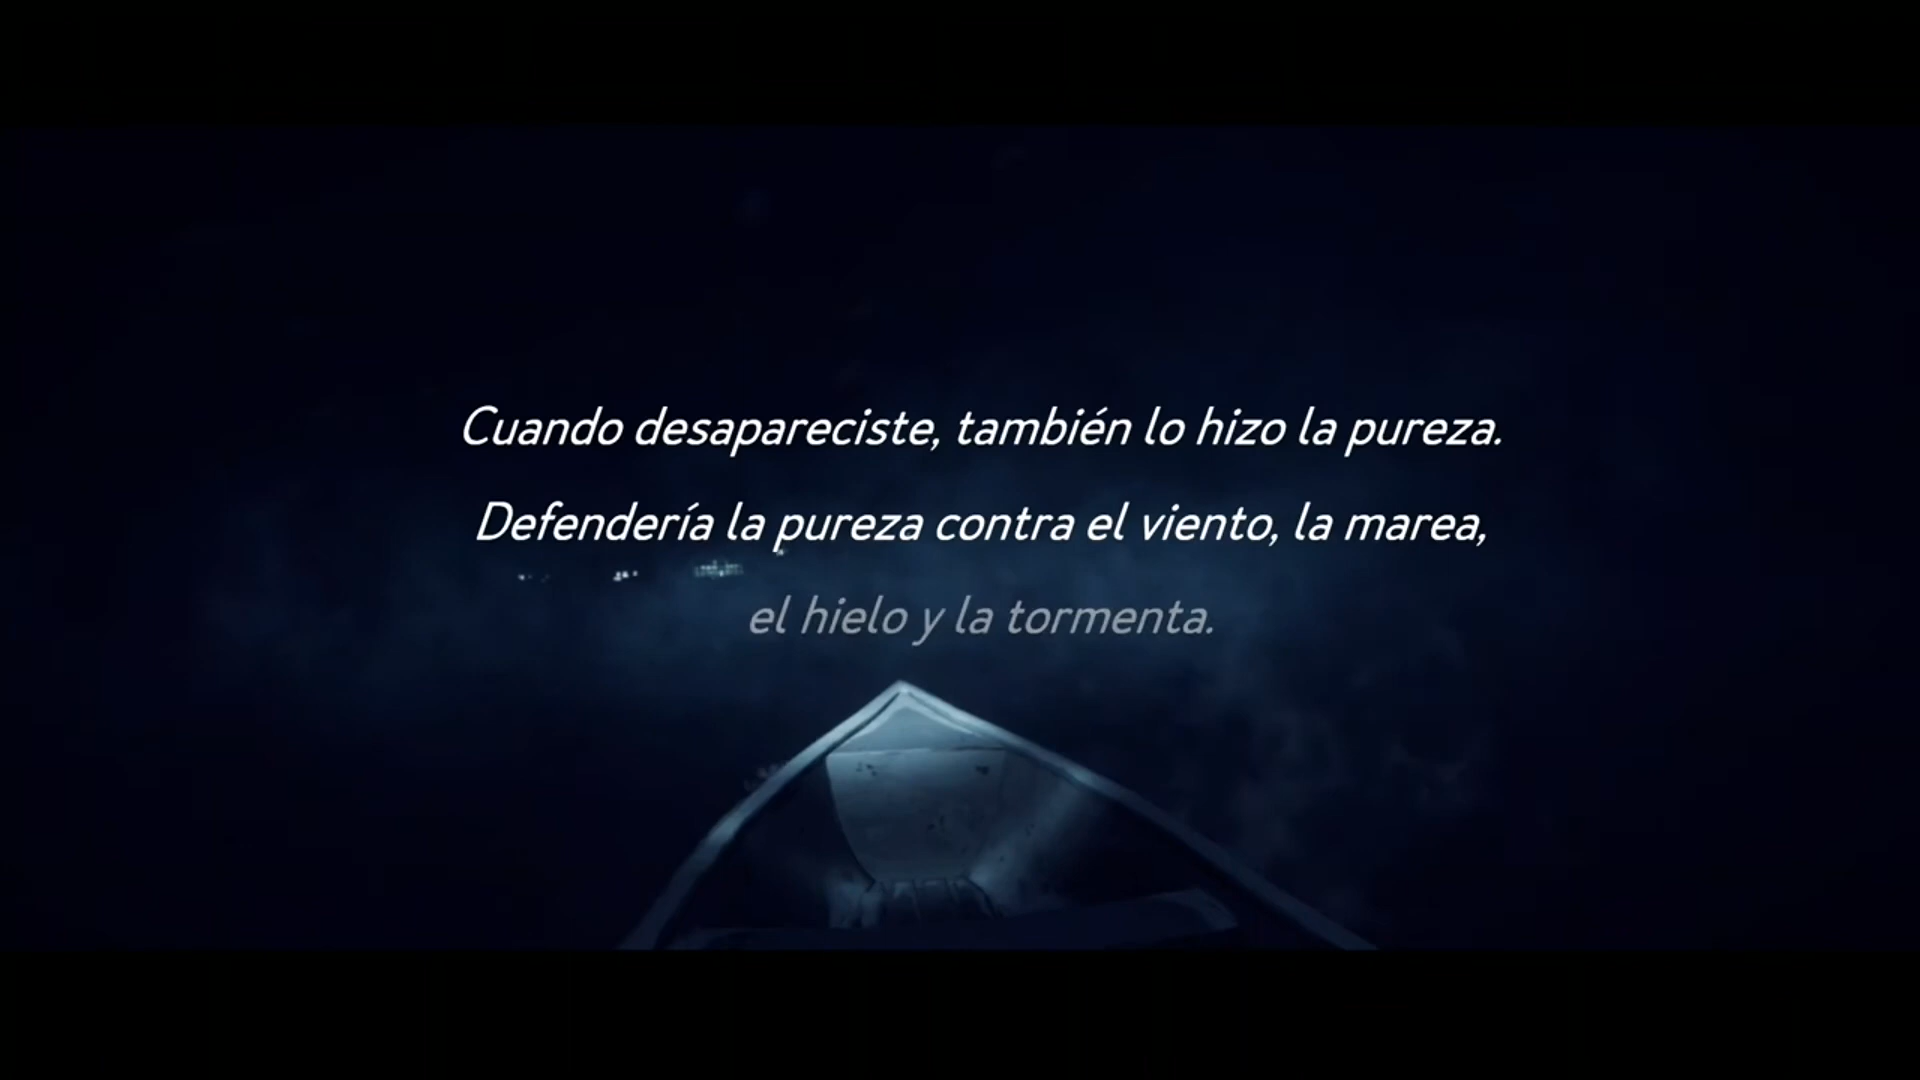 Cuando desapareciste, también lo hizo la pureza.
Defendería la pureza contra el viento, la marea,
el hielo y la tormenta.